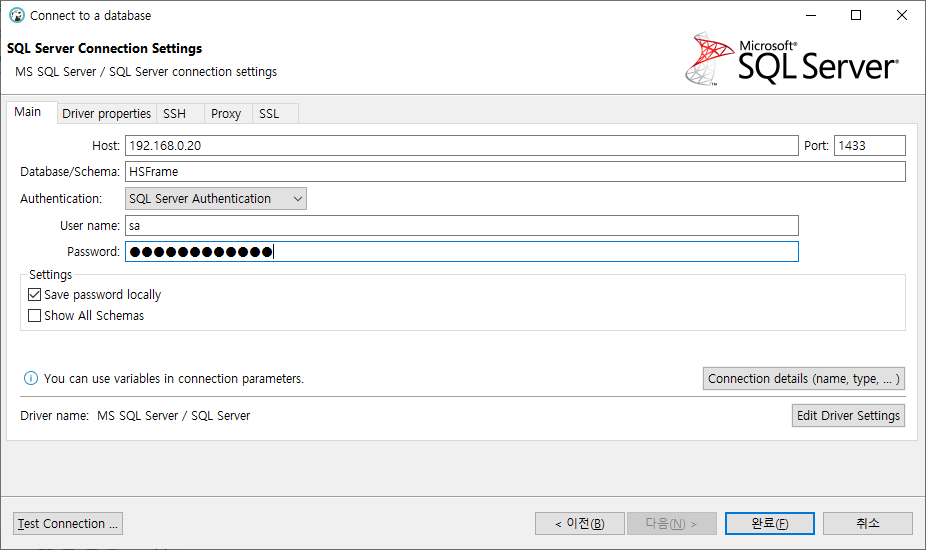 Connect to a database
SQL Server Connection Settings
MS SQL Server / SQL Server connection settings
Microsoft®
SQL Server®
Main Driver properties SSH Proxy SSL
Host: 192.168.0.20 Port: 1433
Database/Schema: HSFrame
Authentication: SQL Server Authentication
User name: sa
Password: ●●●●●●●●●●●●
Settings
Save password locally
Show All Schemas
You can use variables in connection parameters. Connection details (name, type, ... )
Driver name: MS SQL Server / SQL Server Edit Driver Settings
Test Connection ... < 이전(B) 다음(N) > 완료(F) 취소